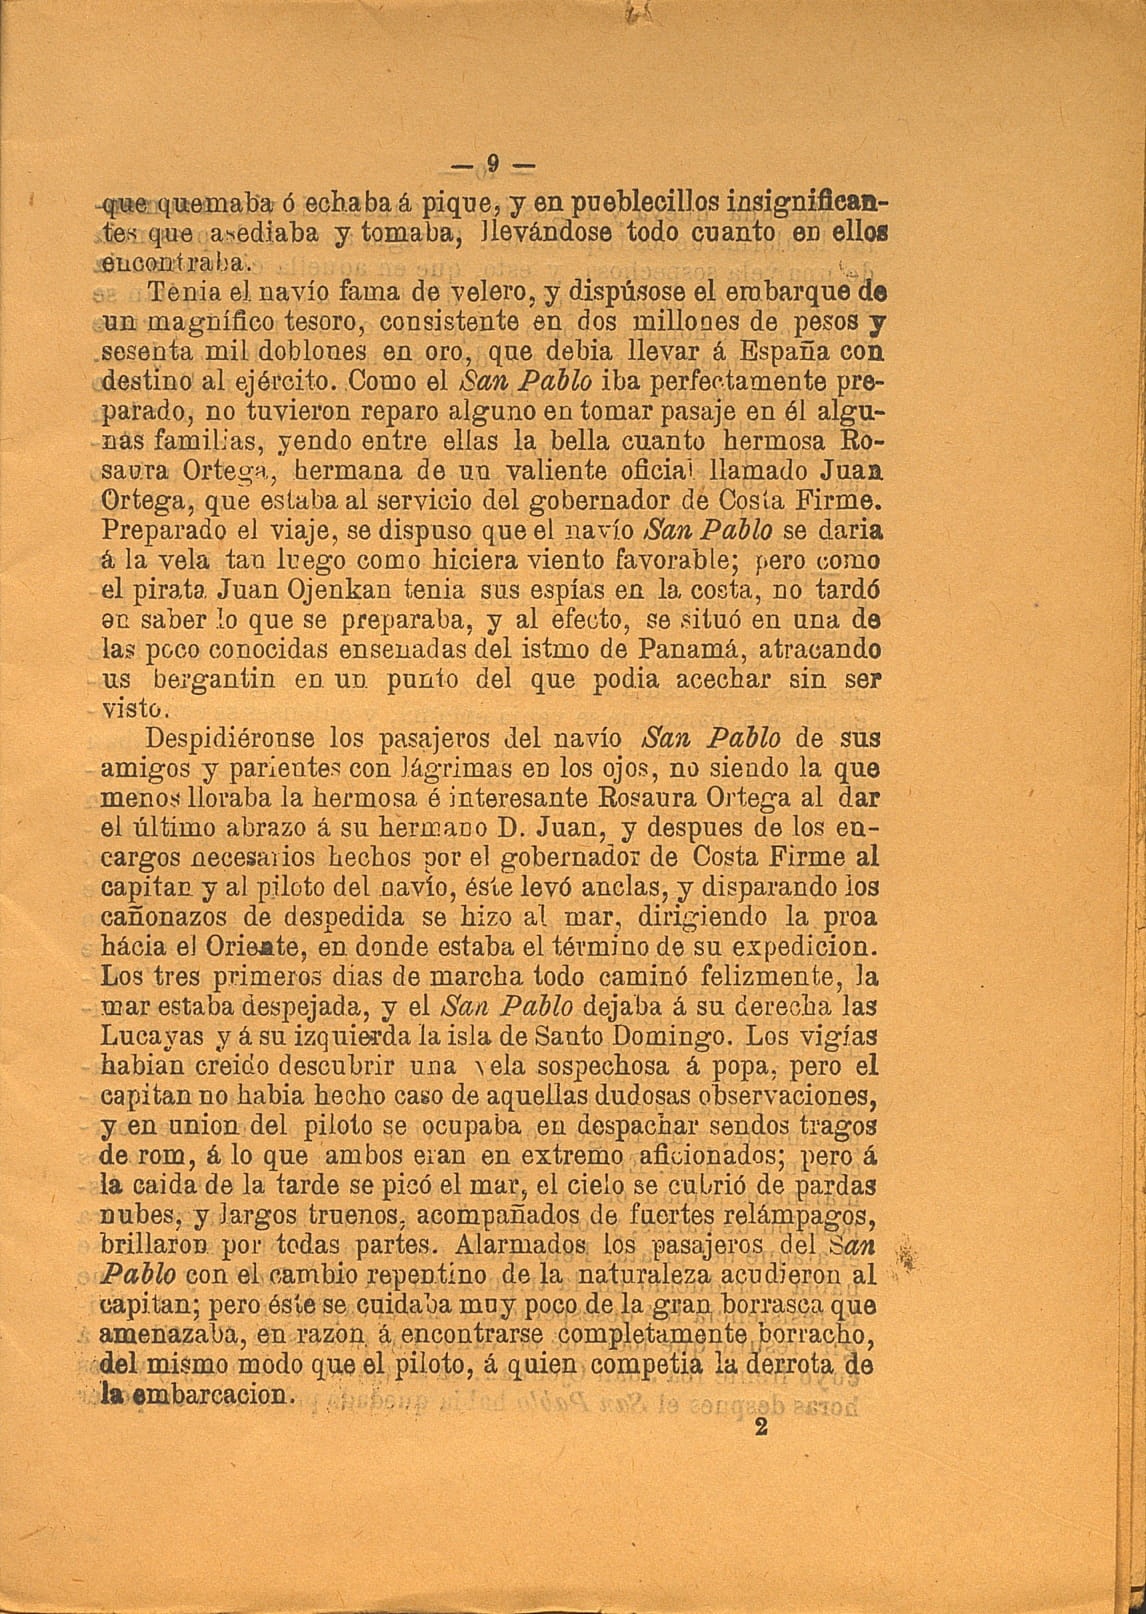 — 9 —
que quemaba ó echaba á pique, y en pueblecillos insignifican-
tes que asediaba y tomaba, llevándose todo cuanto en ellos
encontraba.
Tenia el navío fama de velero, y dispúsose el embarque de
un magnífico tesoro, consistente en dos millones de pesos y
sesenta mil doblones en oro, que debia llevar á España con
destino al ejército. Como el San Pablo iba perfectamente pre-
parado, no tuvieron reparo alguno en tomar pasaje en él algu-
nas familias, yendo entre ellas la bella cuanto hermosa Ro-
saura Ortega, hermana de un valiente oficial llamado Juan
Ortega, que estaba al servicio del gobernador de Costa Firme.
Preparado el viaje, se dispuso que el navío San Pablo se daria
á la vela tan luego como hiciera viento favorable; pero como
el pirata Juan Ojenkan tenia sus espías en la costa, no tardó
en saber lo que se preparaba, y al efecto, se situó en una de
las poco conocidas ensenadas del istmo de Panamá, atracando
us bergantin en un punto del que podia acechar sin ser
visto.
Despidiéronse los pasajeros del navío San Pablo de sus
amigos y parientes con lágrimas en los ojos, no siendo la que
menos lloraba la hermosa é interesante Rosaura Ortega al dar
el último abrazo á su hermano D. Juan, y despues de los en-
cargos necesarios hechos por el gobernador de Costa Firme al
capitan y al piloto del navío, éste levó anclas, y disparando los
cañonazos de despedida se hizo al mar, dirigiendo la proa
hácia el Oriente, en donde estaba el término de su expedicion.
Los tres primeros dias de marcha todo caminó felizmente, la
mar estaba despejada, y el San Pablo dejaba á su derecha las
Lucayas y á su izquierda la isla de Santo Domingo. Los vigías
habian creido descubrir una vela sospechosa á popa, pero el
capitan no habia hecho caso de aquellas dudosas observaciones,
y en union del piloto se ocupaba en despachar sendos tragos
de rom, á lo que ambos eran en extremo aficionados; pero á
la caida de la tarde se picó el mar, el cielo se cubrió de pardas
nubes, y largos truenos, acompañados de fuertes relámpagos,
brillaron por todas partes. Alarmados los pasajeros del San
Pablo con el cambio repentino de la naturaleza acudieron al
capitan; pero éste se cuidaba muy poco de la gran borrasca que
amenazaba, en razon á encontrarse completamente borracho,
del mismo modo que el piloto, á quien competia la derrota de
la embarcacion.
2